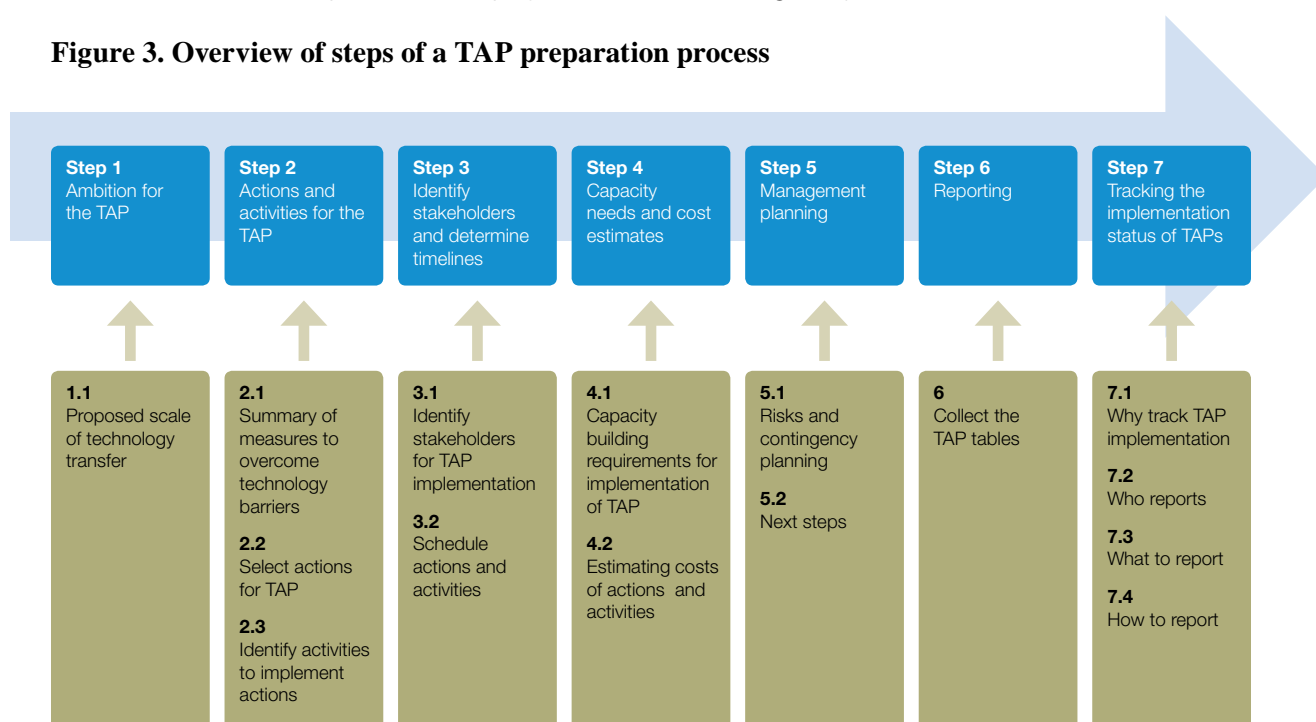 Figure 3. Overview of steps of a TAP preparation process
Step 1
Ambition for
the TAP
Step 2
Actions and
activities for the
TAP
Step 3
Identify
stakeholders
and determine
timelines
Step 4
Capacity
needs and cost
estimates
Step 5
Management
planning
Step 6
Reporting
Step 7
Tracking the
implementation
status of TAPs
1.1
Proposed scale
of technology
transfer
2.1
Summary of
measures to
overcome
technology
barriers
2.2
Select actions
for TAP
2.3
Identify activities
to implement
actions
3.1
Identify
stakeholders
for TAP
implementation
3.2
Schedule
actions and
activities
4.1
Capacity
building
requirements for
implementation
of TAP
4.2
Estimating costs
of actions and
activities
5.1
Risks and
contingency
planning
5.2
Next steps
6
Collect the
TAP tables
7.1
Why track TAP
implementation
7.2
Who reports
7.3
What to report
7.4
How to report